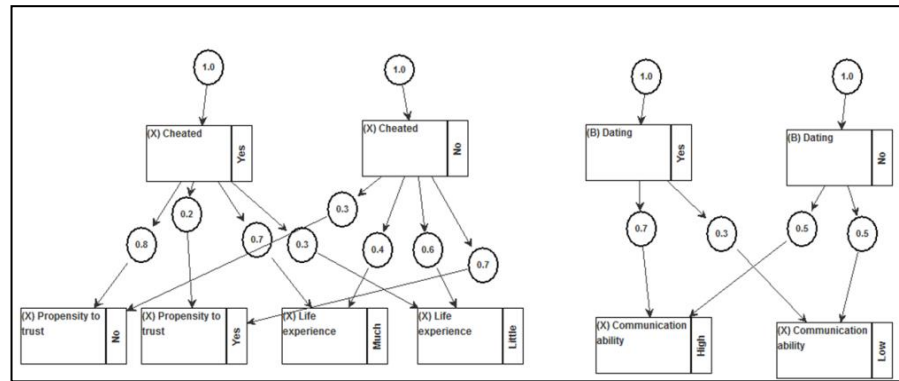 1.0
1.0
1.0
1.0
(X) Cheated
Yes
(X) Cheated
No
(B) Dating
Yes
(B) Dating
No
0.8
0.2
0.7
0.3
0.3
0.4
0.6
0.7
0.7
0.3
0.5
0.5
(X) Propensity to
trust
No
(X) Propensity to
trust
Yes
(X) Life
experience
Much
(X) Life
experience
Little
(X) Communication
ability
High
(X) Communication
ability
Low